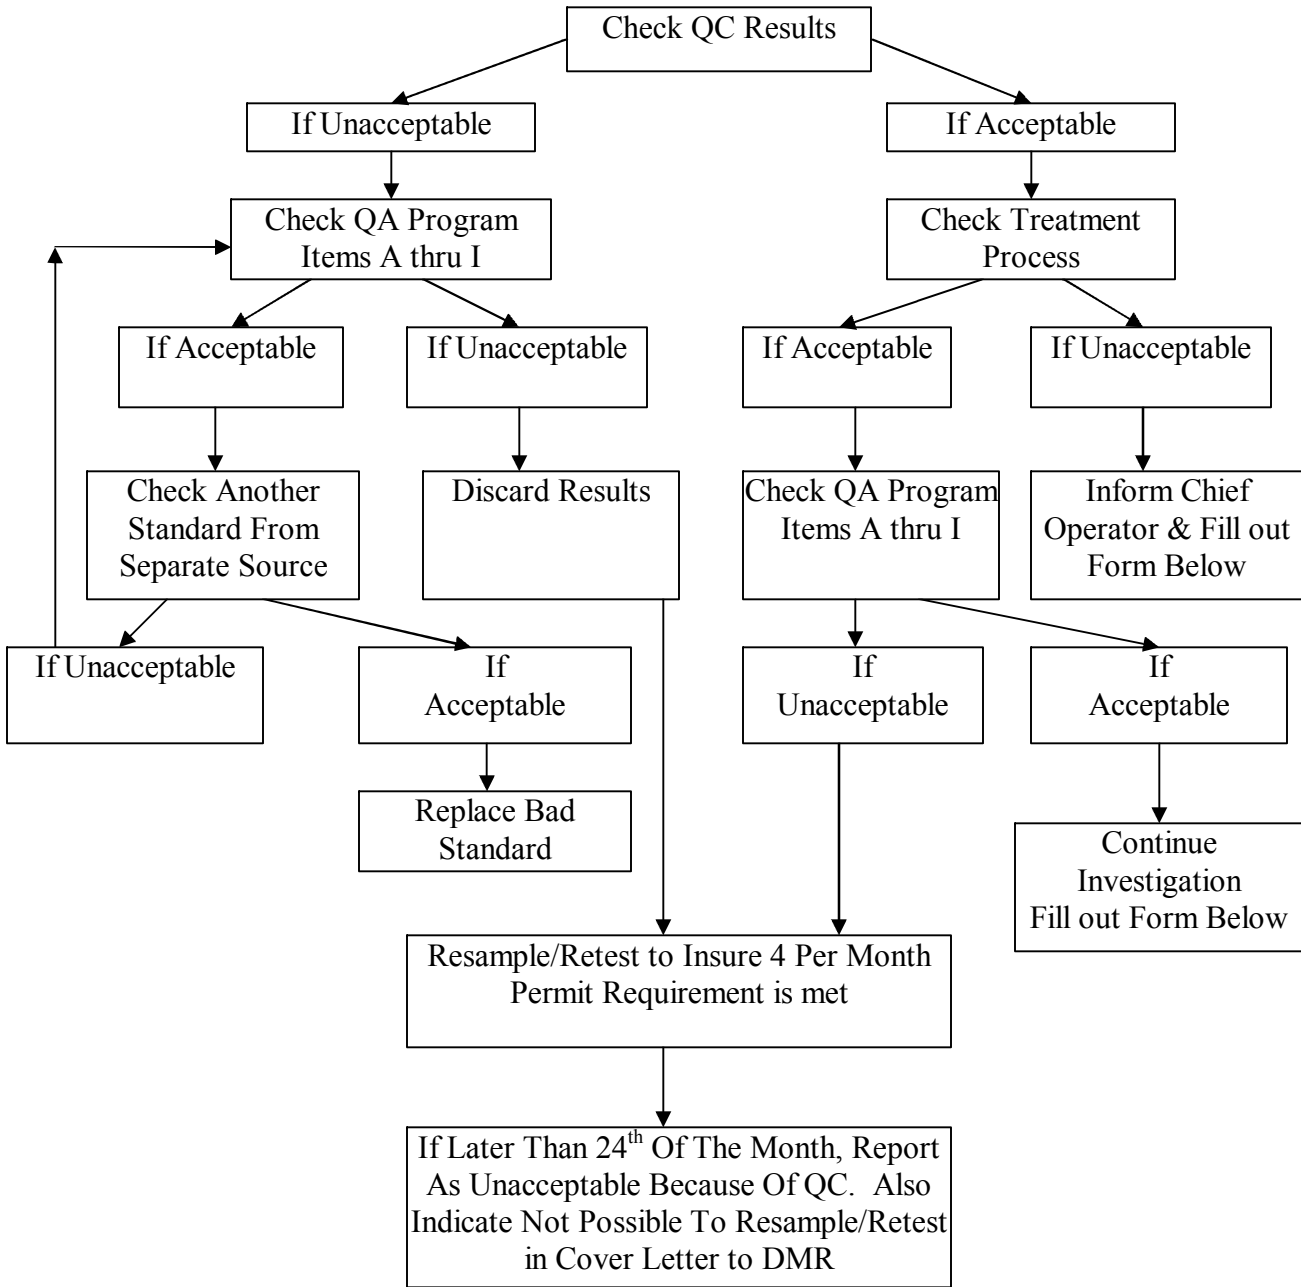 Check QC Results
If Unacceptable
If Acceptable
Check QA Program
Items A thru I
Check Treatment
Process
If Acceptable
If Unacceptable
If Acceptable
If Unacceptable
Check Another
Standard From
Separate Source
Discard Results
Check QA Program
Items A thru I
Inform Chief
Operator & Fill out
Form Below
If Unacceptable
If
Acceptable
If
Unacceptable
If
Acceptable
Replace Bad
Standard
Continue
Investigation
Fill out Form Below
Resample/Retest to Insure 4 Per Month
Permit Requirement is met
If Later Than 24th Of The Month, Report
As Unacceptable Because Of QC. Also
Indicate Not Possible To Resample/Retest
in Cover Letter to DMR